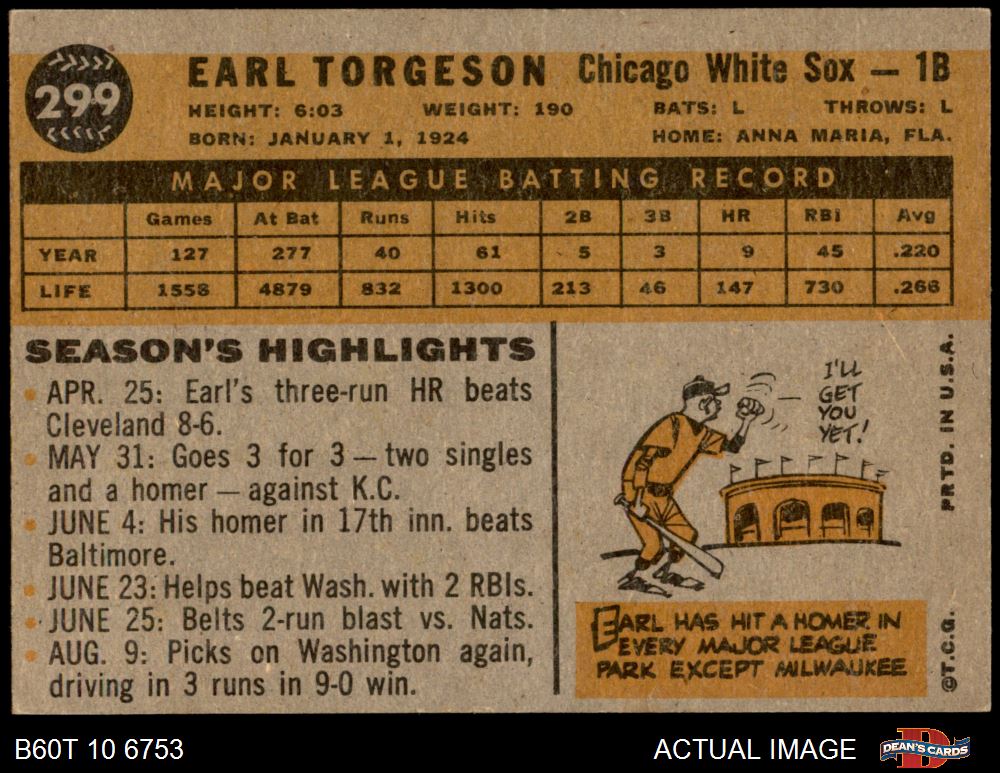 299
EARL TORGESON Chicago White Sox — 1B
HEIGHT: 6:03 WEIGHT: 190 BATS: L THROWS: L
BORN: JANUARY 1, 1924 HOME: ANNA MARIA, FLA.
MAJOR LEAGUE BATTING RECORD
Games At Bat Runs Hits 2B 3B HR RBI Avg
YEAR 127 277 40 61 5 3 9 45 .220
LIFE 1558 4879 832 1300 213 46 147 730 .266
SEASON'S HIGHLIGHTS
• APR. 25: Earl's three-run HR beats
Cleveland 8-6.
• MAY 31: Goes 3 for 3 — two singles
and a homer — against K.C.
• JUNE 4: His homer in 17th inn. beats
Baltimore.
• JUNE 23: Helps beat Wash. with 2 RBIs.
• JUNE 25: Belts 2-run blast vs. Nats.
• AUG. 9: Picks on Washington again,
driving in 3 runs in 9-0 win.
I'LL
GET
YOU
YET!
EARL HAS HIT A HOMER IN
EVERY MAJOR LEAGUE
PARK EXCEPT MILWAUKEE
©T.C.G. PRTD. IN U.S.A.
B60T 10 6753 ACTUAL IMAGE DEAN'S CARDS